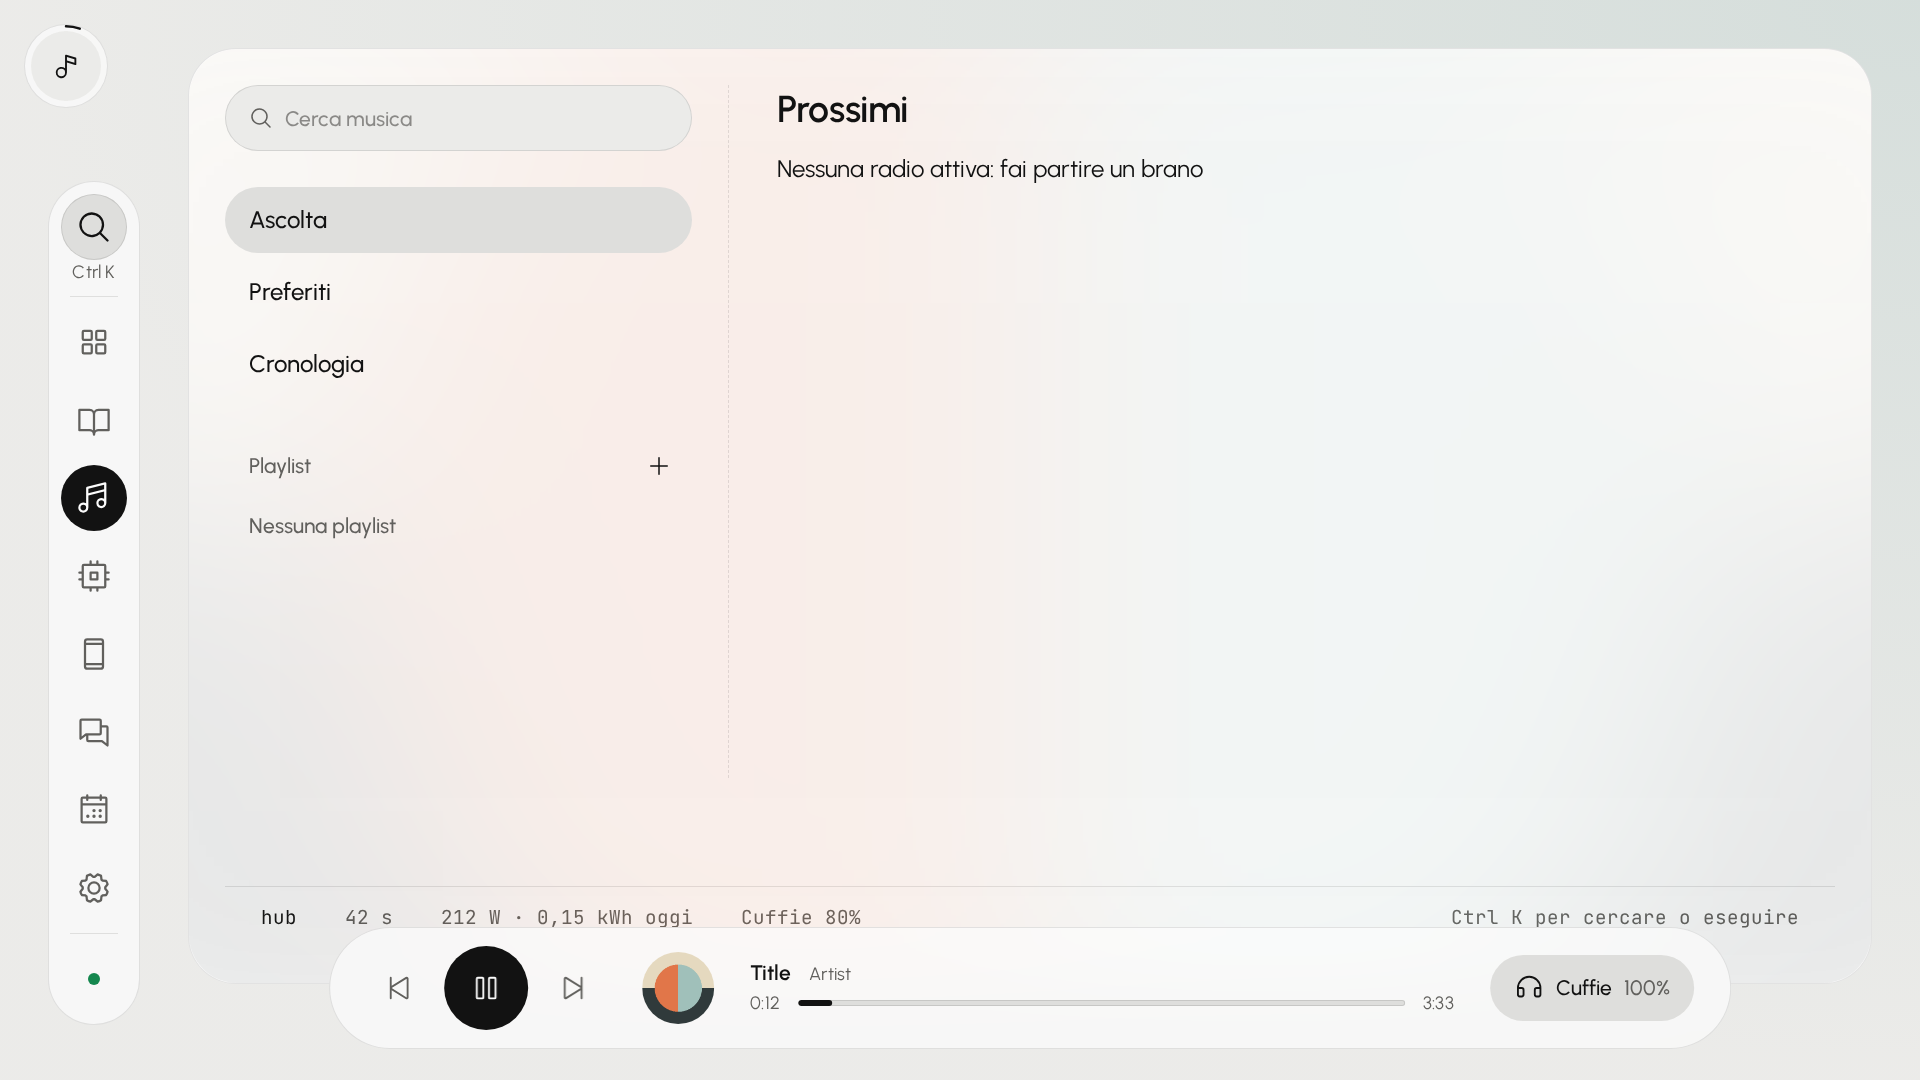 Cerca musica
Ascolta
Preferiti
Cronologia
Playlist
Nessuna playlist
Prossimi
Nessuna radio attiva: fai partire un brano
Ctrl K
hub 42 s 212 W · 0,15 kWh oggi Cuffie 80% Ctrl K per cercare o eseguire
Title Artist
0:12 3:33
Cuffie 100%